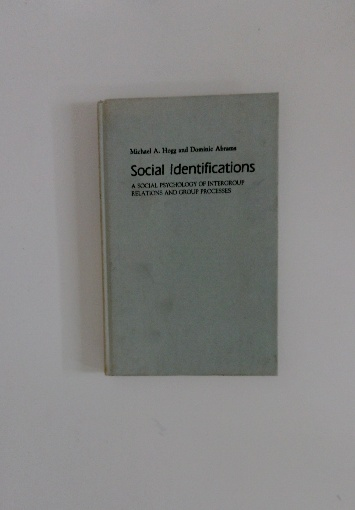 Michael A. Hogg and Dominic Abrams
Social Identifications
A SOCIAL PSYCHOLOGY OF INTERGROUP
RELATIONS AND GROUP PROCESSES